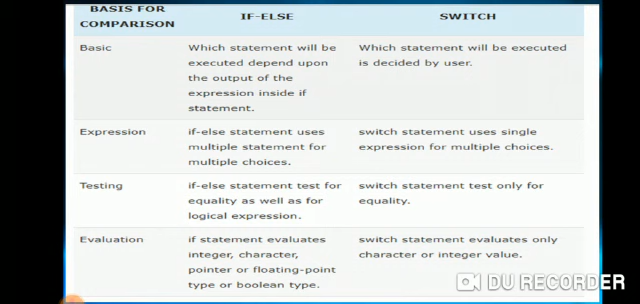 BASIS FOR
COMPARISON
IF-ELSE
SWITCH
Basic
Which statement will be
executed depend upon
the output of the
expression inside if
statement.
Which statement will be executed
is decided by user.
Expression
if-else statement uses
multiple statement for
multiple choices.
switch statement uses single
expression for multiple choices.
Testing
if-else statement test for
equality as well as for
logical expression.
switch statement test only for
equality.
Evaluation
if statement evaluates
integer, character,
pointer or floating-point
type or boolean type.
switch statement evaluates only
character or integer value.
DU RECORDER